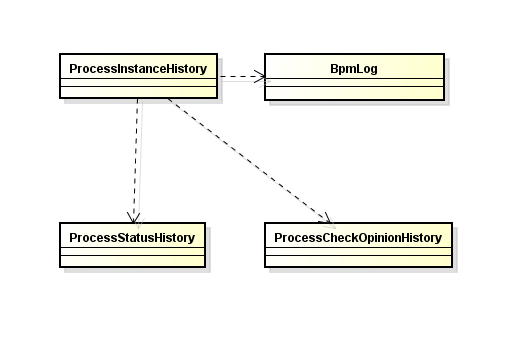 ProcessInstanceHistory
BpmLog
ProcessStatusHistory
ProcessCheckOpinionHistory